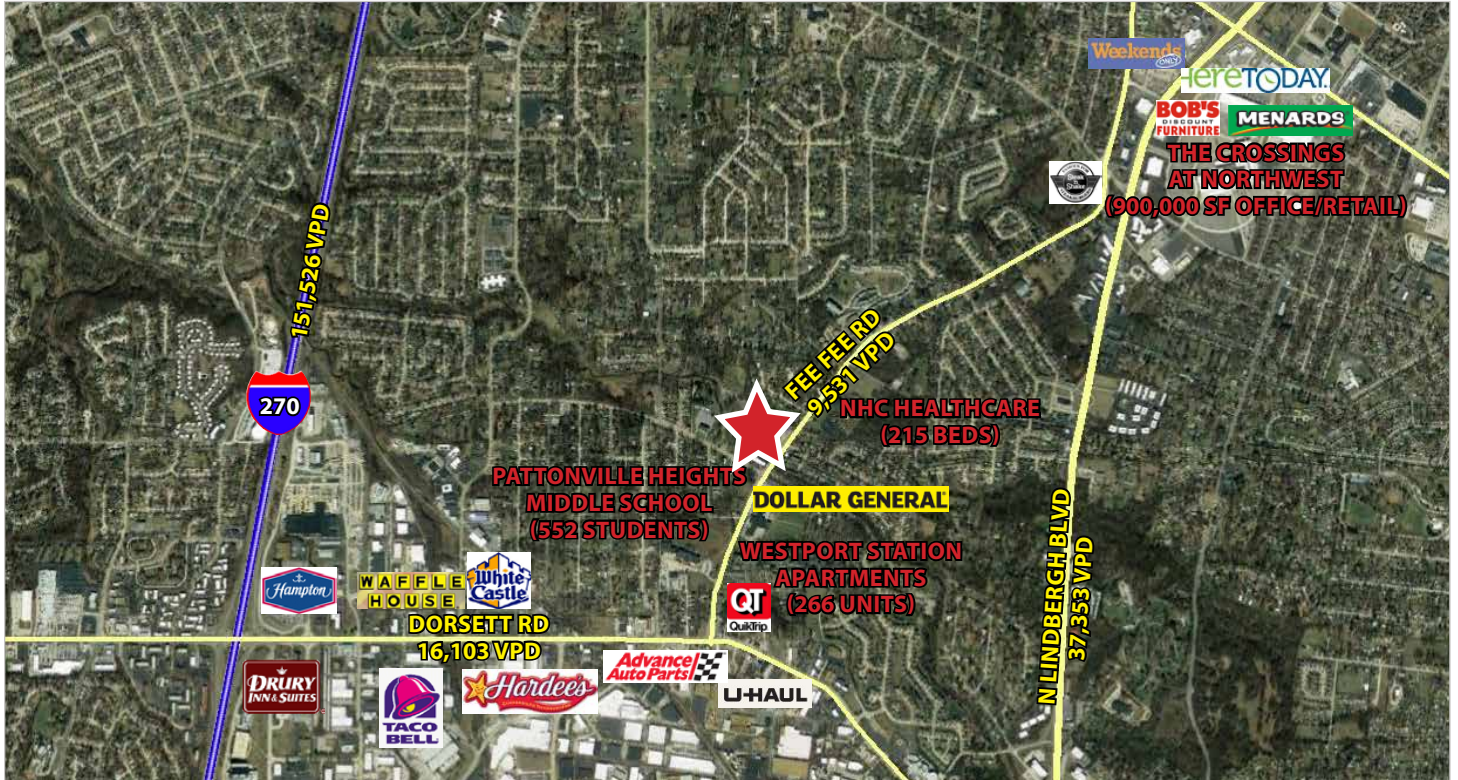 Weekends
ONLY
HereTODAY.
BOB'S
DISCOUNT
FURNITURE
MENARDS
THE CROSSINGS
AT NORTHWEST
(900,000 SF OFFICE/RETAIL)
Steak
n
Shake
151,526 VPD
270
FEE FEE RD
9,531 VPD
NHC HEALTHCARE
(215 BEDS)
PATTONVILLE HEIGHTS
MIDDLE SCHOOL
(552 STUDENTS)
DOLLAR GENERAL
WESTPORT STATION
APARTMENTS
(266 UNITS)
N LINDBERGH BLVD
37,353 VPD
Hampton
WAFFLE
HOUSE
White
Castle
QT
QuikTrip
DORSETT RD
16,103 VPD
DRURY
INN & SUITES
TACO
BELL
Hardee's
Advance
Auto Parts
U-HAUL